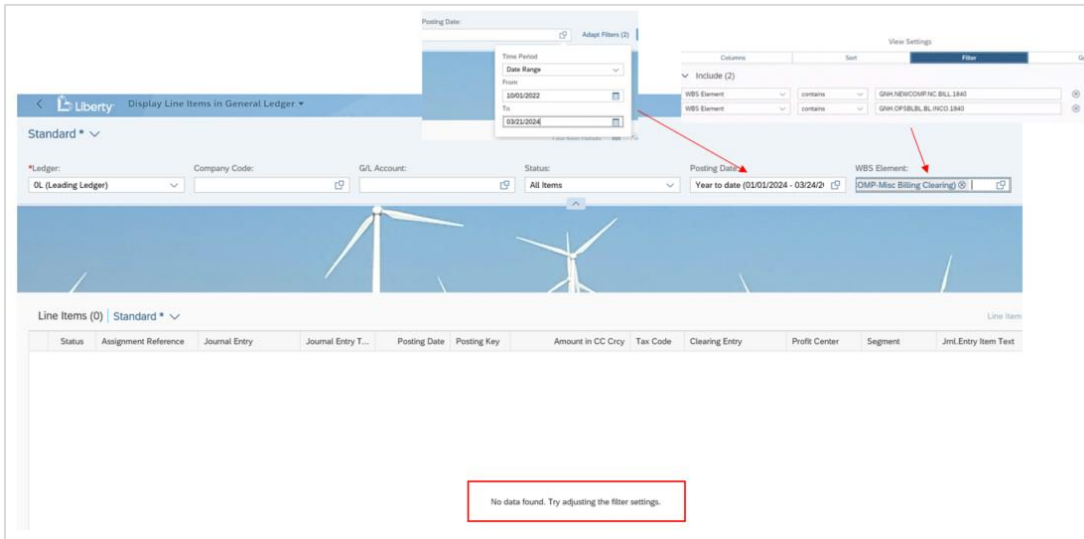 Posting Date:
Adapt Filters (2)
Time Period
Date Range
From
10/01/2022
To
03/21/2024
View Settings
Columns Sort Filter
Include (2)
WBS Element contains GNH.NEWCOMP.NC BILL.1840
WBS Element contains GNH.OPSBLBL.BL.INCO.1840
Liberty Display Line Items in General Ledger
Standard *
*Ledger: Company Code: G/L Account: Status: Posting Date: WBS Element:
0L (Leading Ledger) All Items Year to date (01/01/2024 - 03/24/2 OMP-Misc Billing Clearing)
Line Items (0) Standard * Line Item
Status Assignment Reference Journal Entry Journal Entry T... Posting Date Posting Key Amount in CC Crcy Tax Code Clearing Entry Profit Center Segment Jrnl.Entry Item Text
No data found. Try adjusting the filter settings.